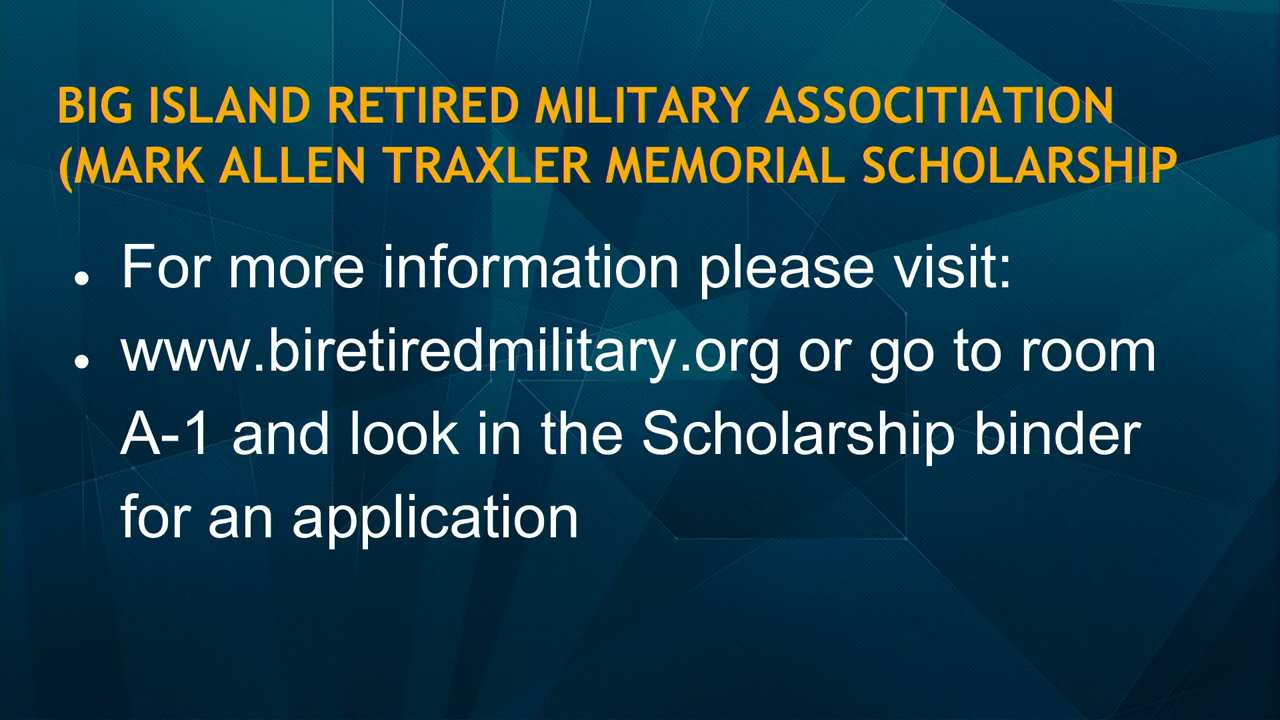 BIG ISLAND RETIRED MILITARY ASSOCITIATION
(MARK ALLEN TRAXLER MEMORIAL SCHOLARSHIP
• For more information please visit:
• www.biretiredmilitary.org or go to room
A-1 and look in the Scholarship binder
for an application